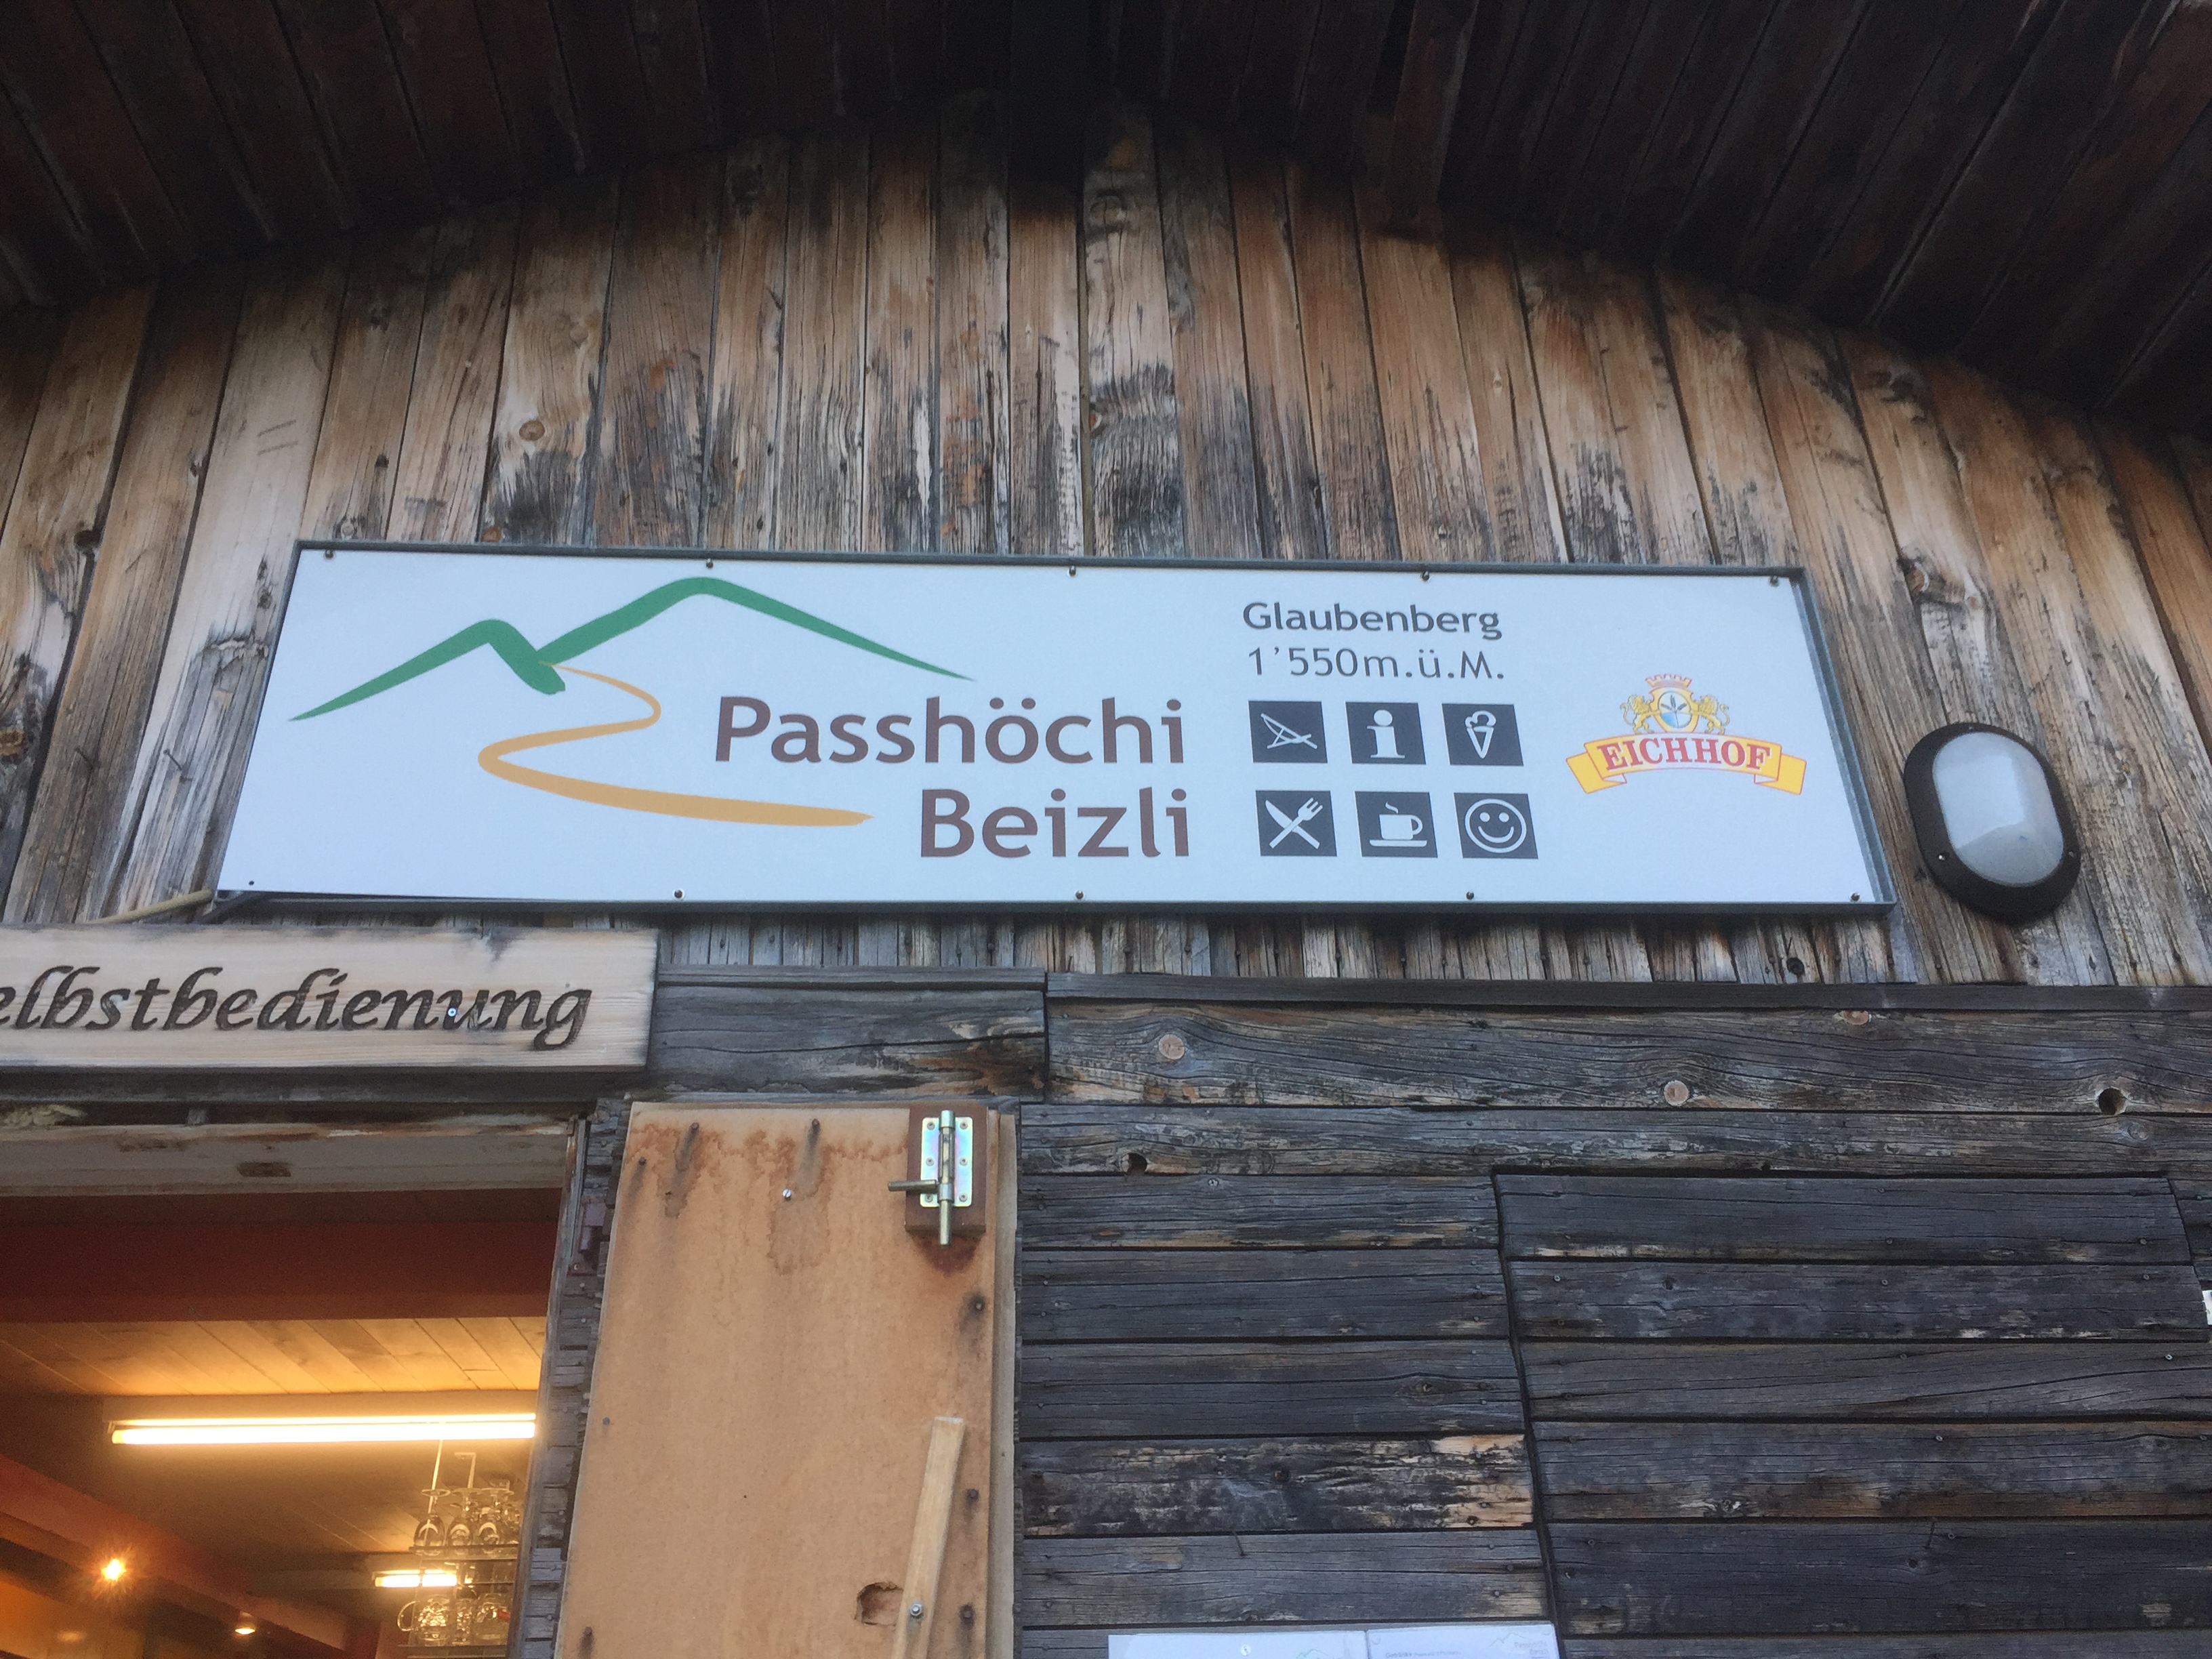 Glaubenberg
1'550m.ü.M.
Passhöchi
Beizli
EICHHOF
elbstbedienung